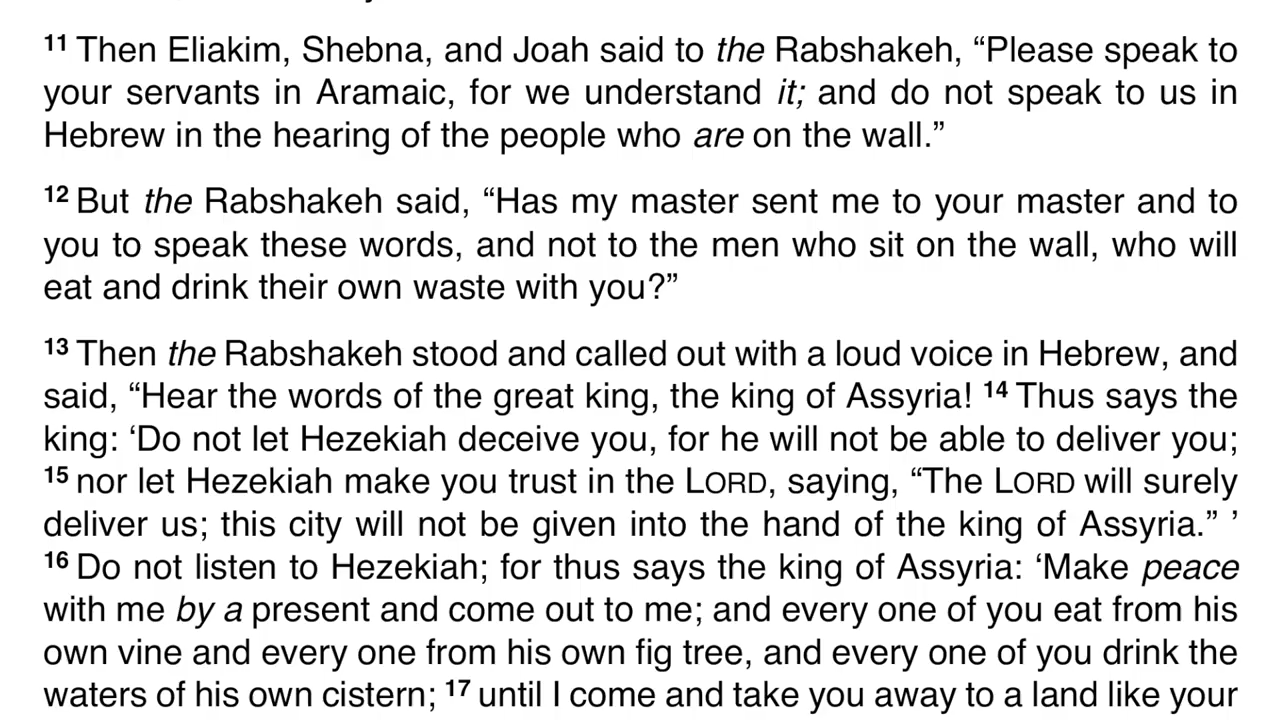 11 Then Eliakim, Shebna, and Joah said to the Rabshakeh, “Please speak to
your servants in Aramaic, for we understand it; and do not speak to us in
Hebrew in the hearing of the people who are on the wall.”
12 But the Rabshakeh said, “Has my master sent me to your master and to
you to speak these words, and not to the men who sit on the wall, who will
eat and drink their own waste with you?”
13 Then the Rabshakeh stood and called out with a loud voice in Hebrew, and
said, “Hear the words of the great king, the king of Assyria! 14 Thus says the
king: ‘Do not let Hezekiah deceive you, for he will not be able to deliver you;
15 nor let Hezekiah make you trust in the LORD, saying, “The LORD will surely
deliver us; this city will not be given into the hand of the king of Assyria.” ’
16 Do not listen to Hezekiah; for thus says the king of Assyria: ‘Make peace
with me by a present and come out to me; and every one of you eat from his
own vine and every one from his own fig tree, and every one of you drink the
waters of his own cistern; 17 until I come and take you away to a land like your